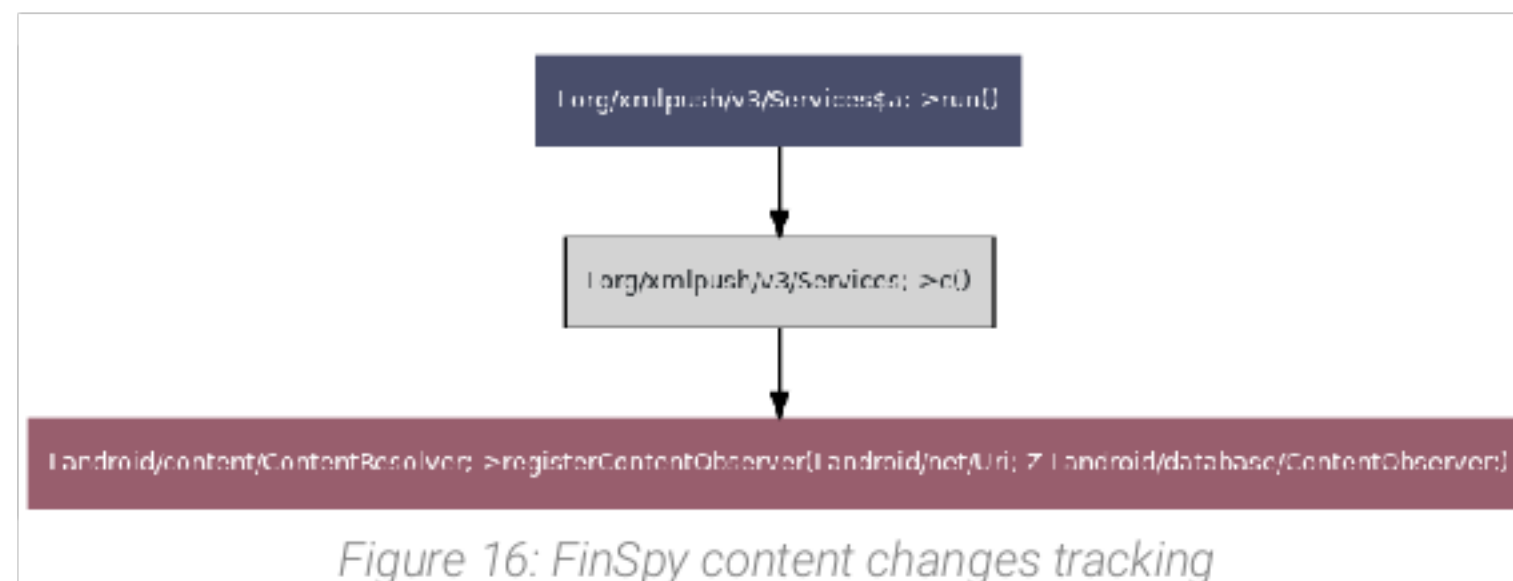 Lorg/xmlpush/v3/Services$a;->run()
Lorg/xmlpush/v3/Services;->c()
Landroid/content/ContentResolver;->registerContentObserver(Landroid/net/Uri; Z Landroid/database/ContentObserver;)
Figure 16: FinSpy content changes tracking